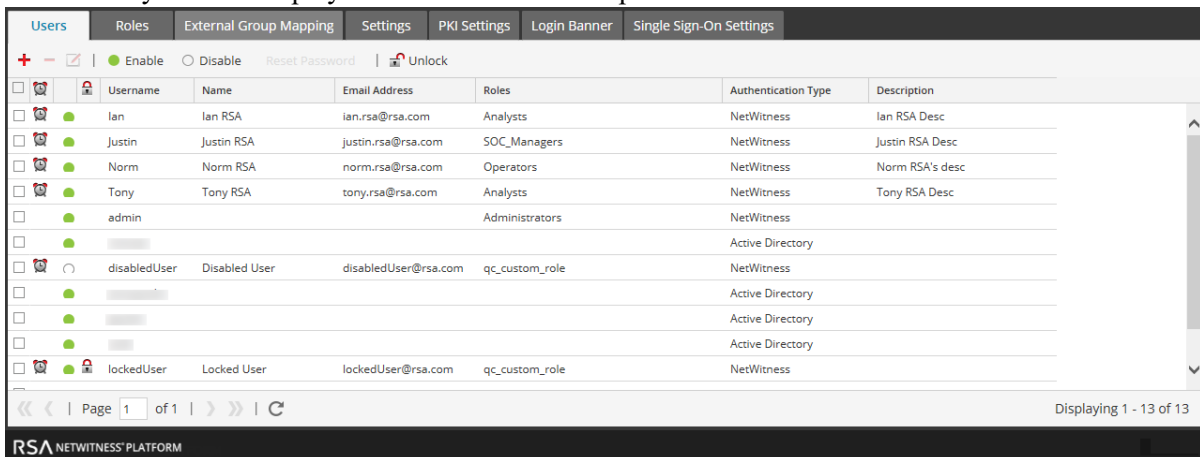 Users Roles External Group Mapping Settings PKI Settings Login Banner Single Sign-On Settings
Enable Disable Reset Password | Unlock
Username Name Email Address Roles Authentication Type Description
Ian Ian RSA ian.rsa@rsa.com Analysts NetWitness Ian RSA Desc
Justin Justin RSA justin.rsa@rsa.com SOC_Managers NetWitness Justin RSA Desc
Norm Norm RSA norm.rsa@rsa.com Operators NetWitness Norm RSA's desc
Tony Tony RSA tony.rsa@rsa.com Analysts NetWitness Tony RSA Desc
admin Administrators NetWitness
Active Directory
disabledUser Disabled User disabledUser@rsa.com qc_custom_role NetWitness
Active Directory
Active Directory
Active Directory
lockedUser Locked User lockedUser@rsa.com qc_custom_role NetWitness
Page 1 of 1 Displaying 1 - 13 of 13
RSA NETWITNESS® PLATFORM